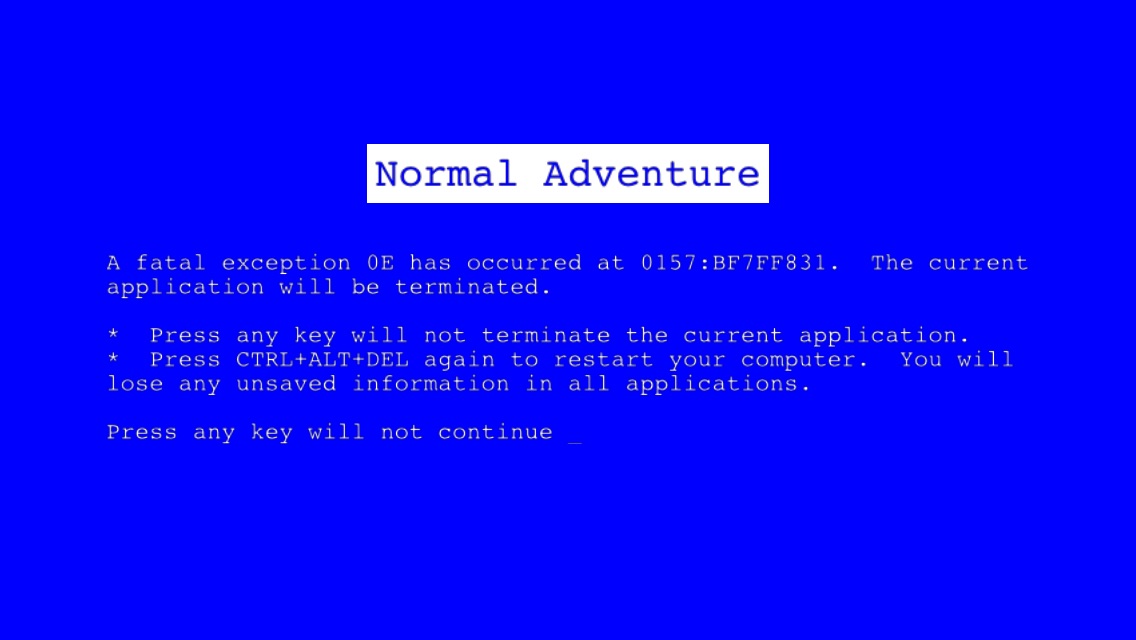 Normal Adventure
A fatal exception 0E has occurred at 0157:BF7FF831.  The current
application will be terminated.
*  Press any key will not terminate the current application.
*  Press CTRL+ALT+DEL again to restart your computer.  You will
lose any unsaved information in all applications.
Press any key will not continue _